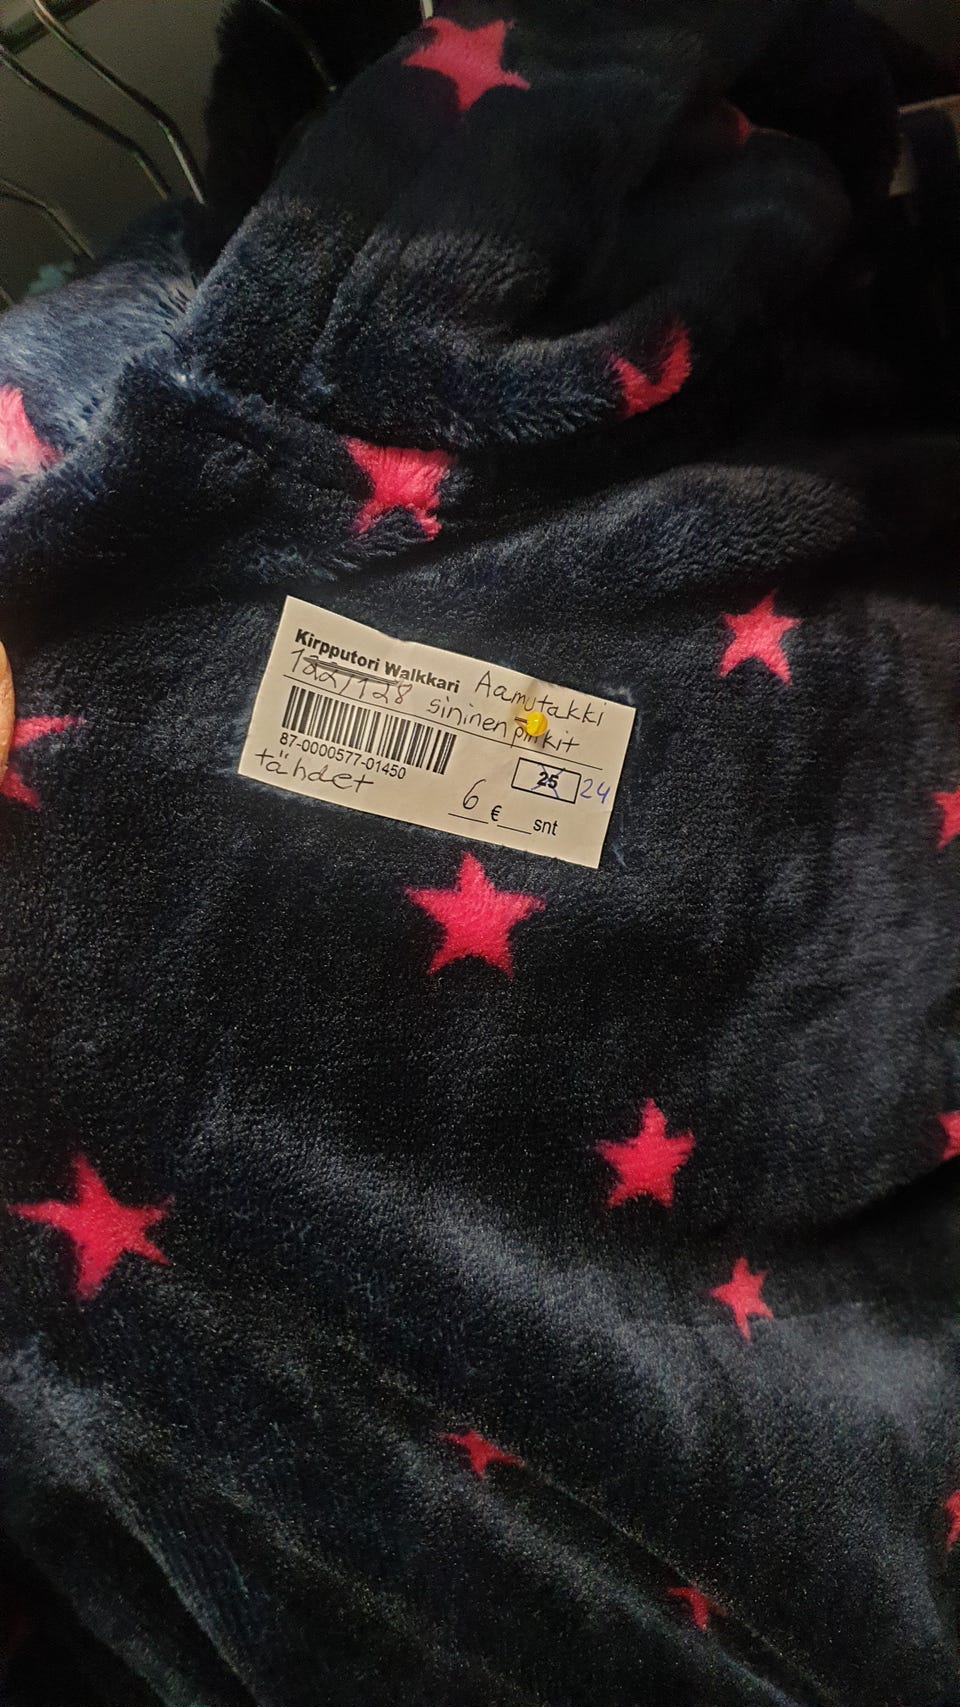 Kirpputori Walkkari
122/128 Aamutakki
sininen pinkit
87-0000577-01450
tähdet
25 24
6 € snt